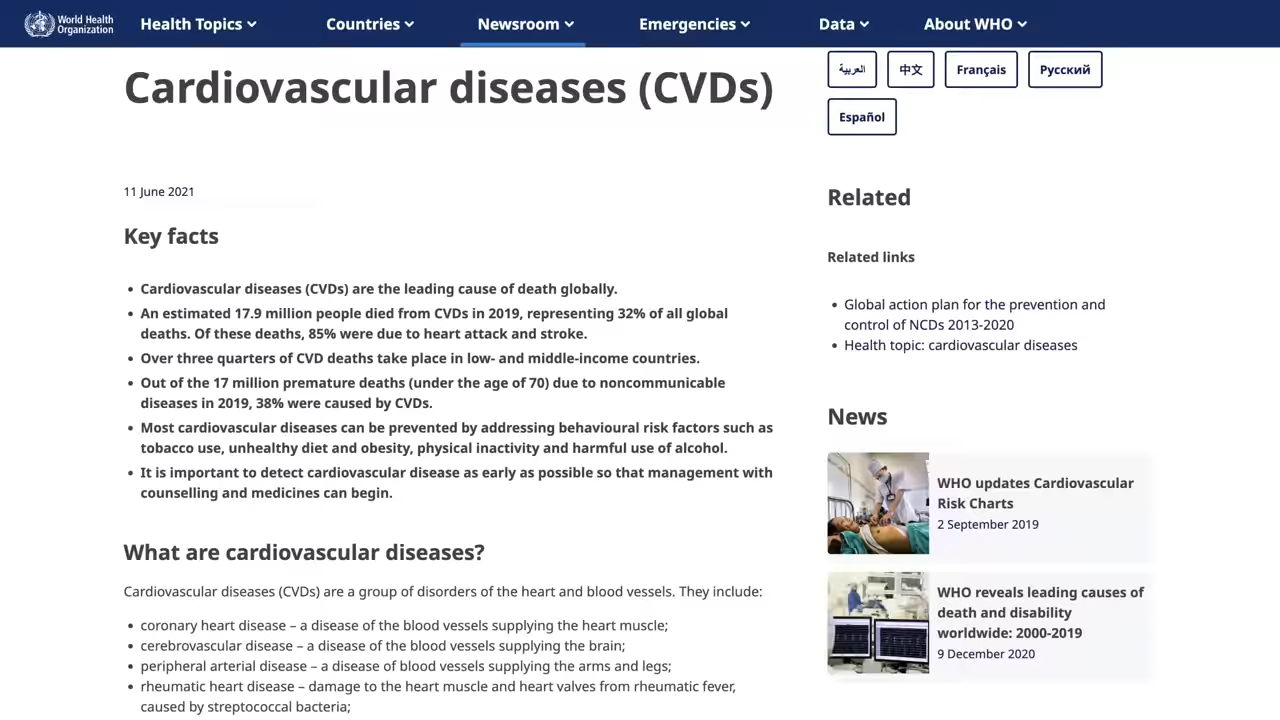 World Health
Organization
Health Topics
Countries
Newsroom
Emergencies
Data
About WHO
Cardiovascular diseases (CVDs)
العربية
中文
Français
Русский
Español
11 June 2021
Key facts
• Cardiovascular diseases (CVDs) are the leading cause of death globally.
• An estimated 17.9 million people died from CVDs in 2019, representing 32% of all global
deaths. Of these deaths, 85% were due to heart attack and stroke.
• Over three quarters of CVD deaths take place in low- and middle-income countries.
• Out of the 17 million premature deaths (under the age of 70) due to noncommunicable
diseases in 2019, 38% were caused by CVDs.
• Most cardiovascular diseases can be prevented by addressing behavioural risk factors such as
tobacco use, unhealthy diet and obesity, physical inactivity and harmful use of alcohol.
• It is important to detect cardiovascular disease as early as possible so that management with
counselling and medicines can begin.
What are cardiovascular diseases?
Cardiovascular diseases (CVDs) are a group of disorders of the heart and blood vessels. They include:
• coronary heart disease – a disease of the blood vessels supplying the heart muscle;
• cerebrovascular disease – a disease of the blood vessels supplying the brain;
• peripheral arterial disease – a disease of blood vessels supplying the arms and legs;
• rheumatic heart disease – damage to the heart muscle and heart valves from rheumatic fever,
caused by streptococcal bacteria;
Related
Related links
• Global action plan for the prevention and
control of NCDs 2013-2020
• Health topic: cardiovascular diseases
News
WHO updates Cardiovascular
Risk Charts
2 September 2019
WHO reveals leading causes of
death and disability
worldwide: 2000-2019
9 December 2020